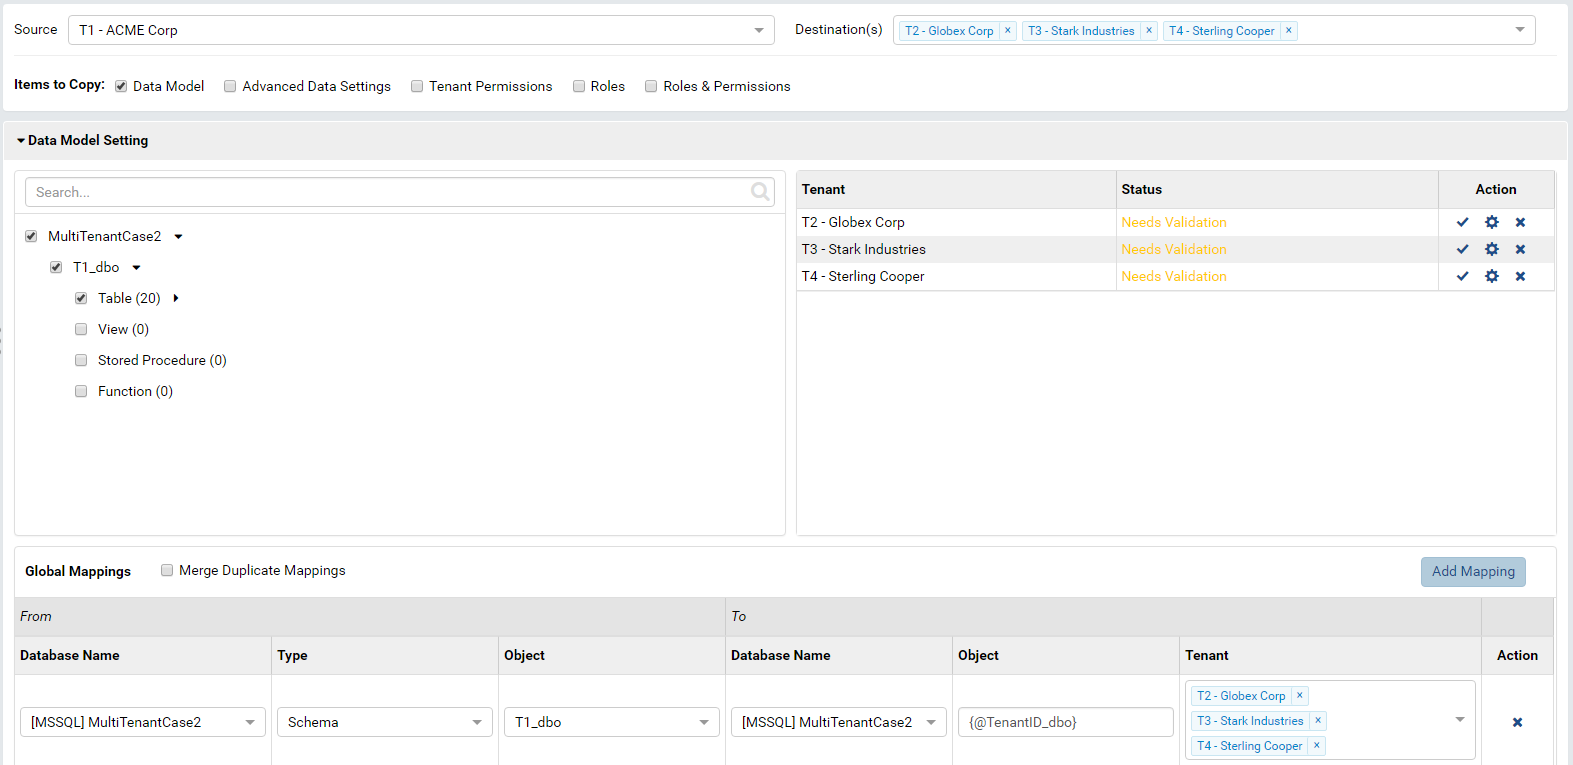 Source T1 - ACME Corp Destination(s) T2 - Globex Corp × T3 - Stark Industries × T4 - Sterling Cooper ×
Items to Copy: Data Model Advanced Data Settings Tenant Permissions Roles Roles & Permissions
Data Model Setting
Search...
MultiTenantCase2
T1_dbo
Table (20)
View (0)
Stored Procedure (0)
Function (0)
Tenant Status Action
T2 - Globex Corp Needs Validation
T3 - Stark Industries Needs Validation
T4 - Sterling Cooper Needs Validation
Global Mappings Merge Duplicate Mappings Add Mapping
From To
Database Name Type Object Database Name Object Tenant Action
[MSSQL] MultiTenantCase2 Schema T1_dbo [MSSQL] MultiTenantCase2 {@TenantID_dbo}
T2 - Globex Corp ×
T3 - Stark Industries ×
T4 - Sterling Cooper ×